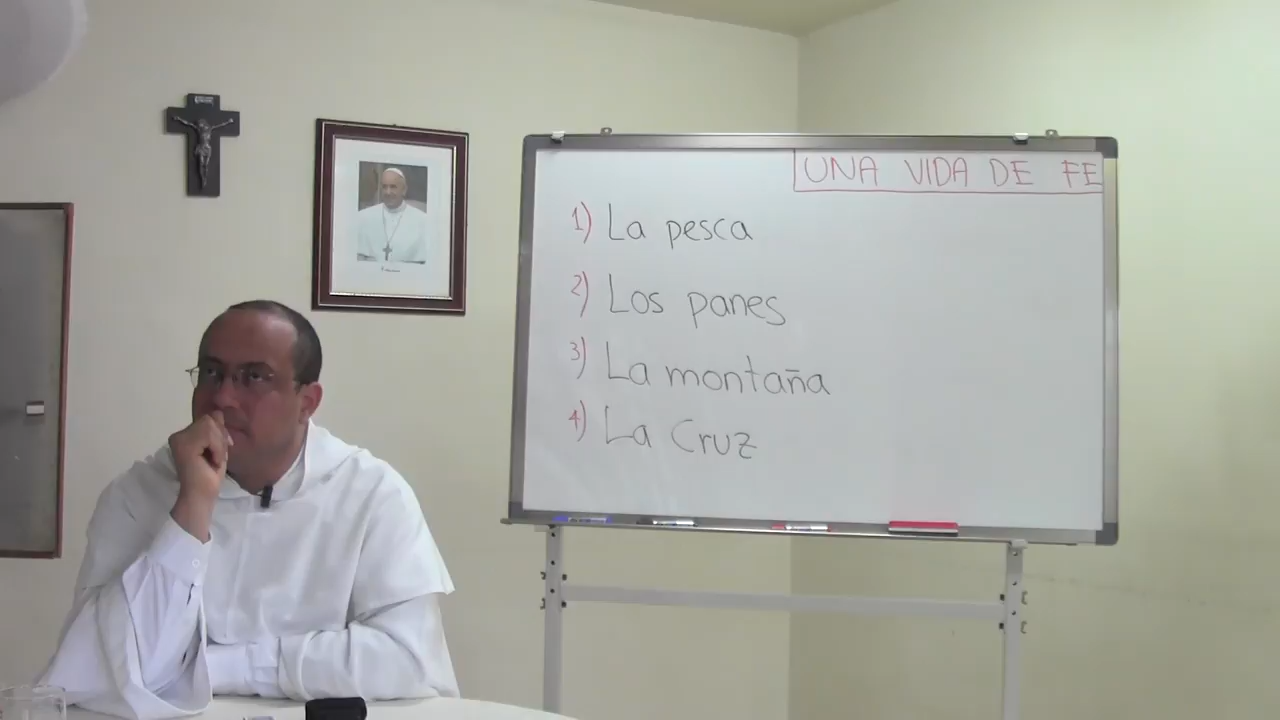 UNA VIDA DE FE
1) La pesca
2) Los panes
3) La montaña
4) La Cruz